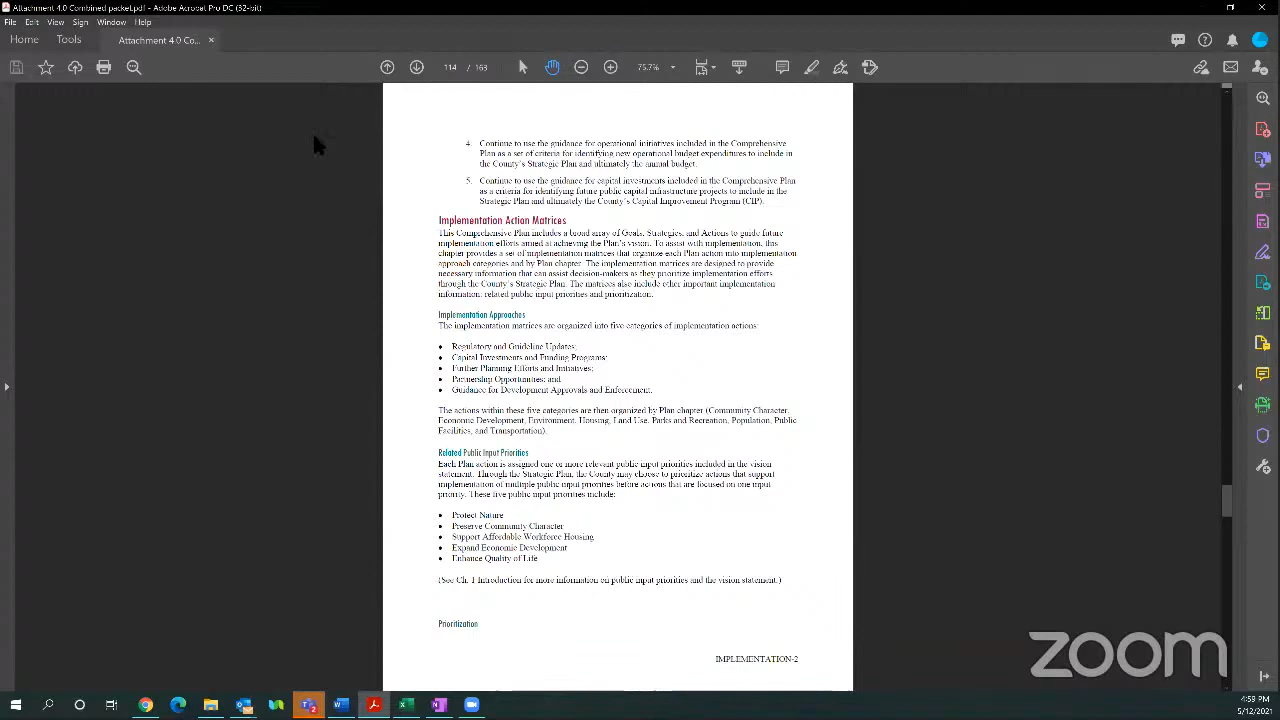 Attachment 4.0 Combined packet.pdf - Adobe Acrobat Pro DC (32-bit)
File Edit View Sign Window Help
Home Tools Attachment 4.0 Co... ×
114 / 163 75.7%
4. Continue to use the guidance for operational initiatives included in the Comprehensive
Plan as a set of criteria for identifying new operational budget expenditures to include in
the County's Strategic Plan and ultimately the annual budget.
5. Continue to use the guidance for capital investments included in the Comprehensive Plan
as a criteria for identifying future public capital infrastructure projects to include in the
Strategic Plan and ultimately the County's Capital Improvement Program (CIP).
Implementation Action Matrices
This Comprehensive Plan includes a broad array of Goals, Strategies, and Actions to guide future
implementation efforts aimed at achieving the Plan's vision. To assist with implementation, this
chapter provides a set of implementation matrices that organize each Plan action into implementation
approach categories and by Plan chapter. The implementation matrices are designed to provide
necessary information that can assist decision-makers as they prioritize implementation efforts
through the County's Strategic Plan. The matrices also include other important implementation
information: related public input priorities and prioritization.
Implementation Approaches
The implementation matrices are organized into five categories of implementation actions:
• Regulatory and Guideline Updates;
• Capital Investments and Funding Programs;
• Further Planning Efforts and Initiatives;
• Partnership Opportunities; and
• Guidance for Development Approvals and Enforcement.
The actions within these five categories are then organized by Plan chapter (Community Character,
Economic Development, Environment, Housing, Land Use, Parks and Recreation, Population, Public
Facilities, and Transportation).
Related Public Input Priorities
Each Plan action is assigned one or more relevant public input priorities included in the vision
statement. Through the Strategic Plan, the County may choose to prioritize actions that support
implementation of multiple public input priorities before actions that are focused on one input
priority. These five public input priorities include:
• Protect Nature
• Preserve Community Character
• Support Affordable Workforce Housing
• Expand Economic Development
• Enhance Quality of Life
(See Ch. 1 Introduction for more information on public input priorities and the vision statement.)
Prioritization
IMPLEMENTATION-2
zoom
4:59 PM
5/12/2021